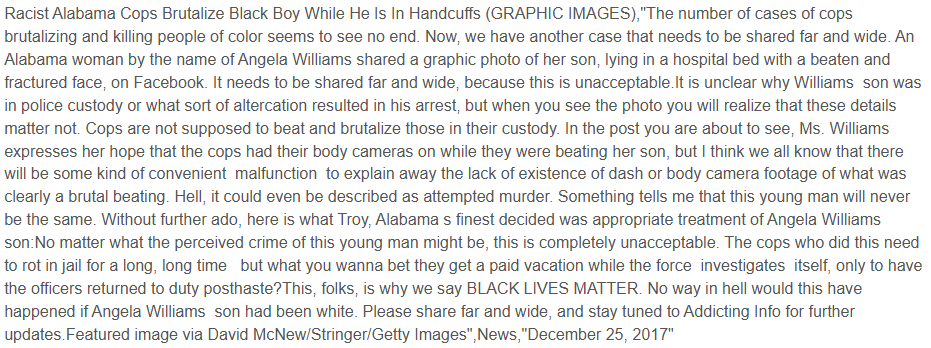 Racist Alabama Cops Brutalize Black Boy While He Is In Handcuffs (GRAPHIC IMAGES),"The number of cases of cops
brutalizing and killing people of color seems to see no end. Now, we have another case that needs to be shared far and wide. An
Alabama woman by the name of Angela Williams shared a graphic photo of her son, lying in a hospital bed with a beaten and
fractured face, on Facebook. It needs to be shared far and wide, because this is unacceptable.It is unclear why Williams  son was
in police custody or what sort of altercation resulted in his arrest, but when you see the photo you will realize that these details
matter not. Cops are not supposed to beat and brutalize those in their custody. In the post you are about to see, Ms. Williams
expresses her hope that the cops had their body cameras on while they were beating her son, but I think we all know that there
will be some kind of convenient  malfunction  to explain away the lack of existence of dash or body camera footage of what was
clearly a brutal beating. Hell, it could even be described as attempted murder. Something tells me that this young man will never
be the same. Without further ado, here is what Troy, Alabama s finest decided was appropriate treatment of Angela Williams
son:No matter what the perceived crime of this young man might be, this is completely unacceptable. The cops who did this need
to rot in jail for a long, long time   but what you wanna bet they get a paid vacation while the force  investigates  itself, only to have
the officers returned to duty posthaste?This, folks, is why we say BLACK LIVES MATTER. No way in hell would this have
happened if Angela Williams  son had been white. Please share far and wide, and stay tuned to Addicting Info for further
updates.Featured image via David McNew/Stringer/Getty Images",News,"December 25, 2017"